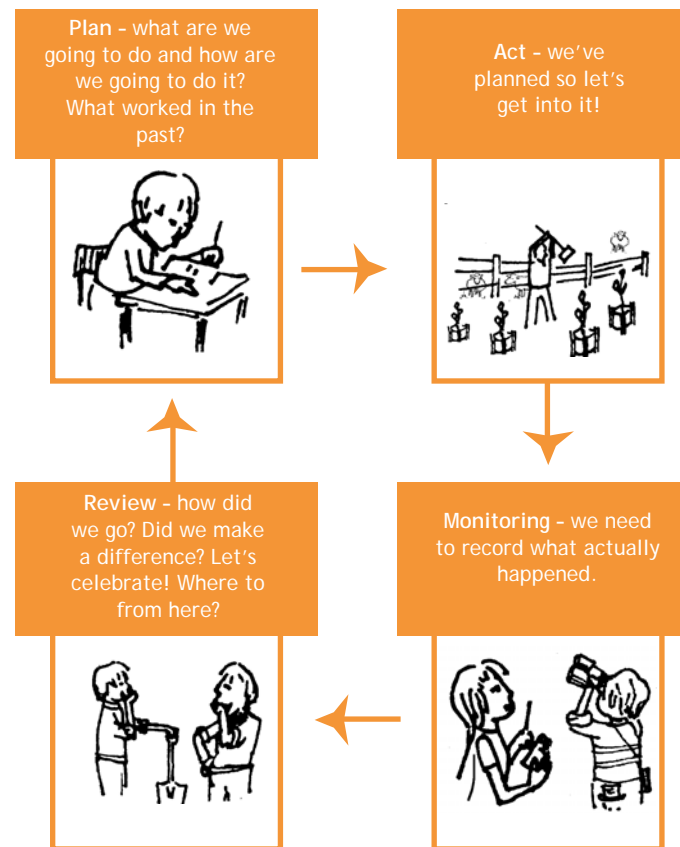 Plan - what are we
going to do and how are
we going to do it?
What worked in the
past?
Act - we've
planned so let's
get into it!
Monitoring - we need
to record what actually
happened.
Review - how did
we go? Did we make
a difference? Let's
celebrate! Where to
from here?